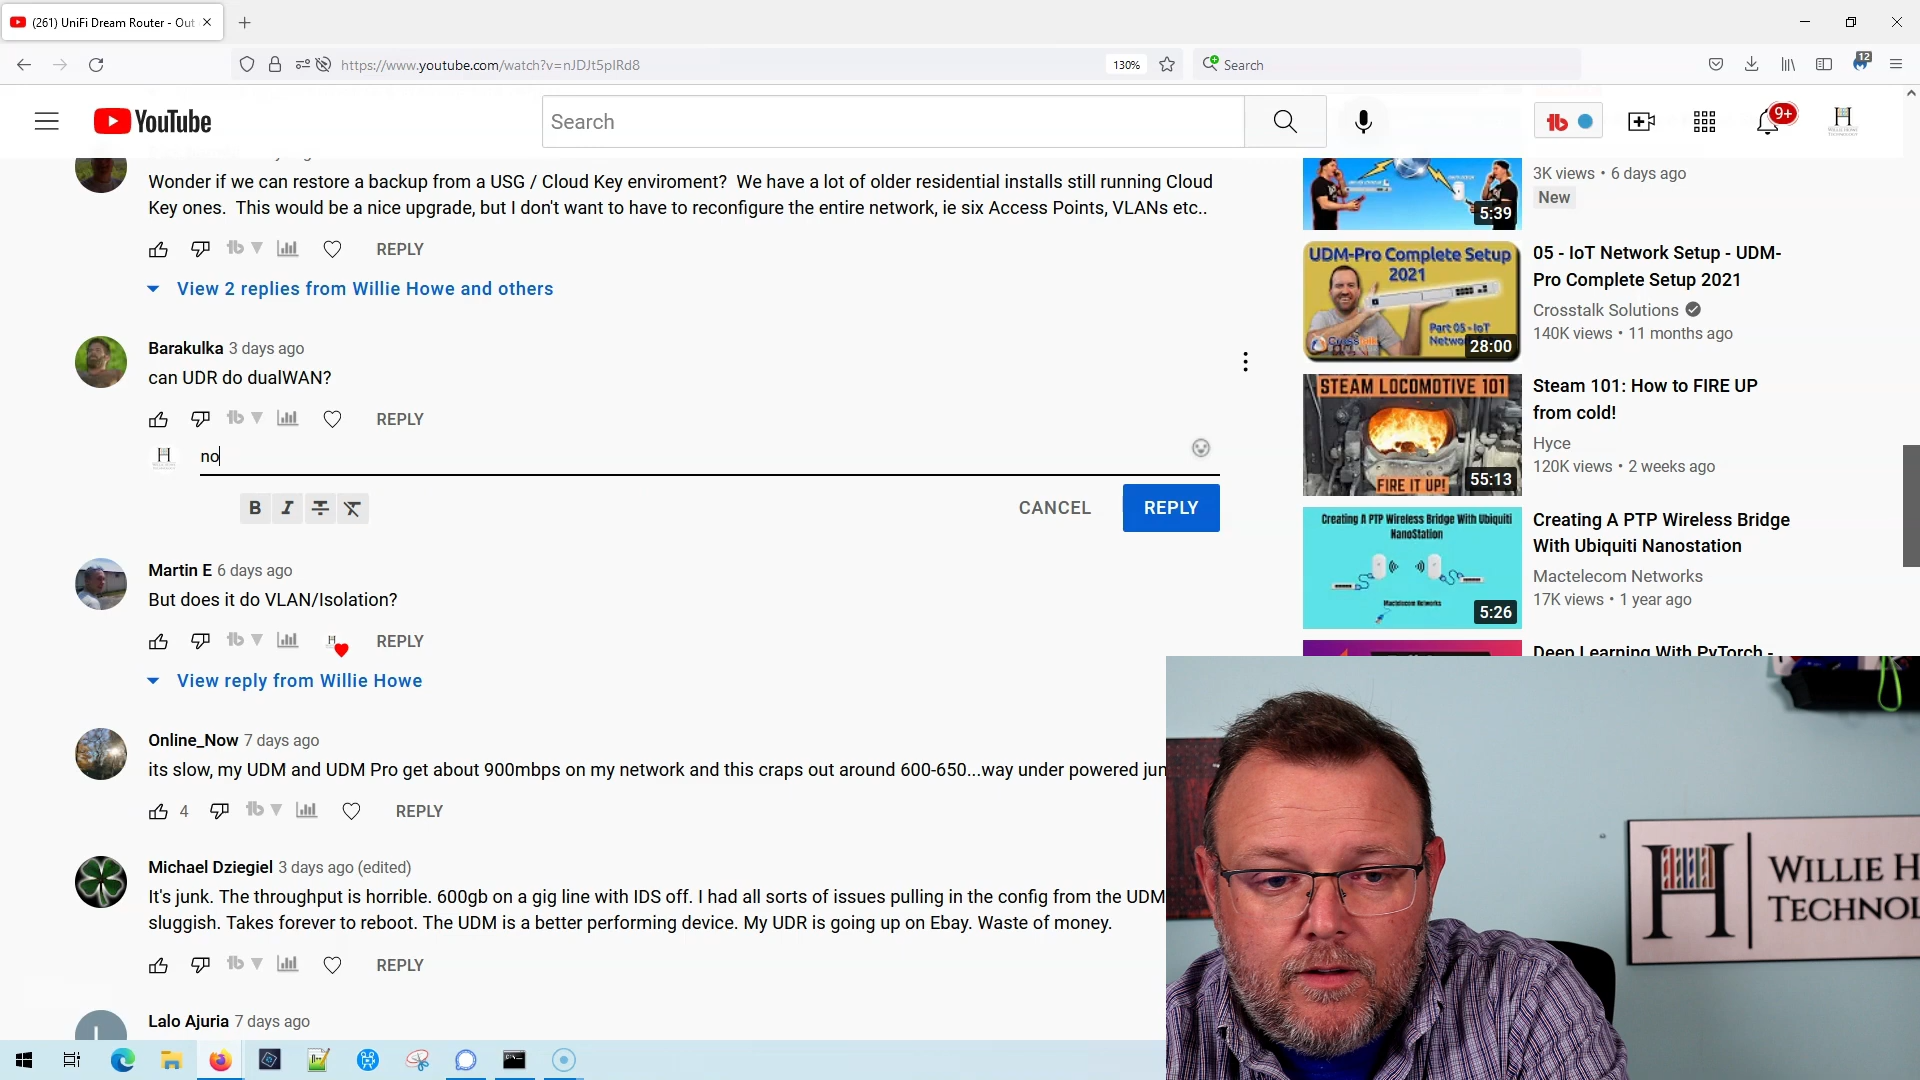 (261) UniFi Dream Router - Out
https://www.youtube.com/watch?v=nJDJt5pIRd8
130%
Search
12
YouTube
Search
9+
Wonder if we can restore a backup from a USG / Cloud Key enviroment?  We have a lot of older residential installs still running Cloud
Key ones.  This would be a nice upgrade, but I don't want to have to reconfigure the entire network, ie six Access Points, VLANs etc..
REPLY
View 2 replies from Willie Howe and others
Barakulka 3 days ago
can UDR do dualWAN?
REPLY
no
B I
CANCEL
REPLY
Martin E 6 days ago
But does it do VLAN/Isolation?
REPLY
View reply from Willie Howe
Online_Now 7 days ago
its slow, my UDM and UDM Pro get about 900mbps on my network and this craps out around 600-650...way under powered jun
4
REPLY
Michael Dziegiel 3 days ago (edited)
It's junk. The throughput is horrible. 600gb on a gig line with IDS off. I had all sorts of issues pulling in the config from the UDM
sluggish. Takes forever to reboot. The UDM is a better performing device. My UDR is going up on Ebay. Waste of money.
REPLY
Lalo Ajuria 7 days ago
5:39
3K views • 6 days ago
New
UDM-Pro Complete Setup
2021
Part 05 - IoT
28:00
05 - IoT Network Setup - UDM-
Pro Complete Setup 2021
Crosstalk Solutions
140K views • 11 months ago
STEAM LOCOMOTIVE 101
FIRE IT UP!
55:13
Steam 101: How to FIRE UP
from cold!
Hyce
120K views • 2 weeks ago
Creating A PTP Wireless Bridge With Ubiquiti
NanoStation
Mactelecom Networks
5:26
Creating A PTP Wireless Bridge
With Ubiquiti Nanostation
Mactelecom Networks
17K views • 1 year ago
Deep Learning With PyTorch -
WILLIE H
TECHNOL